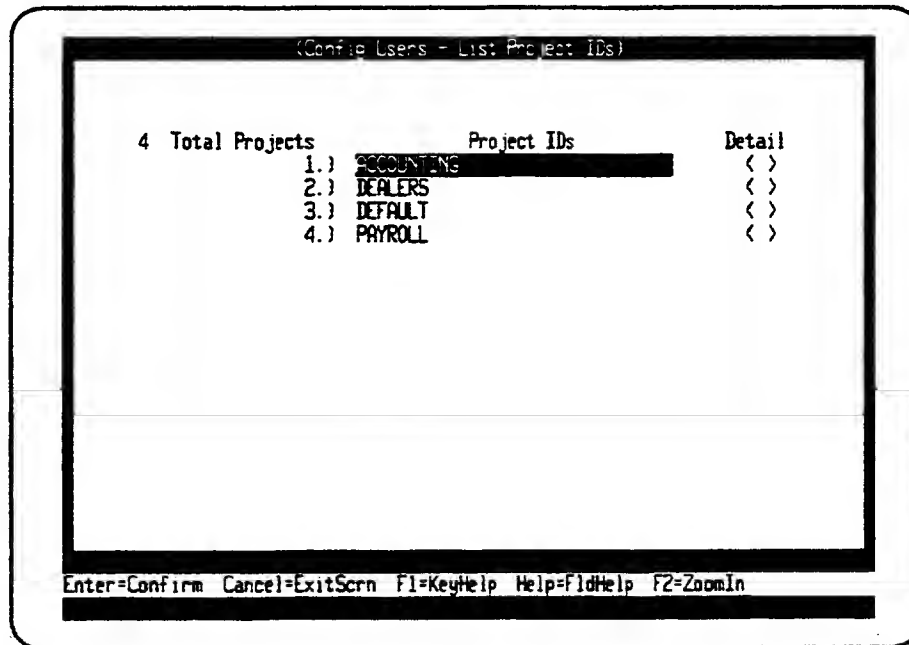 (Config Users - List Project IDs)
4 Total Projects Project IDs Detail
1.) ACCOUNTING < >
2.) DEALERS < >
3.) DEFAULT < >
4.) PAYROLL < >
Enter=Confirm Cancel=ExitScrn F1=KeyHelp Help=FldHelp F2=ZoomIn